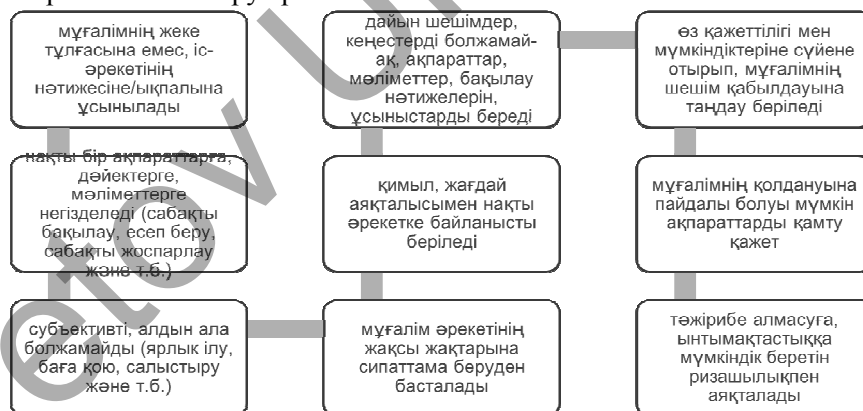 мұғалімнің жеке
тұлғасына емес, іс-
әрекетінің
нәтижесіне/ықпалына
ұсынылады
нақты бір ақпараттарға,
дәйектерге,
мәліметтерге
негізделеді (сабақты
бақылау, есеп беру,
сабақты жоспарлау
және т.б.)
субъективті, алдын ала
болжамайды (ярлык ілу,
баға қою, салыстыру
және т.б.)
мұғалім әрекетінің
жақсы жақтарына
сипаттама беруден
басталады
қимыл, жағдай
аяқталысымен нақты
әрекетке байланысты
беріледі
дайын шешімдер,
кеңестерді болжамай-
ақ, ақпараттар,
мәліметтер, бақылау
нәтижелерін,
ұсыныстарды береді
өз қажеттілігі мен
мүмкіндіктеріне сүйене
отырып, мұғалімнің
шешім қабылдауына
таңдау беріледі
мұғалімнің қолдануына
пайдалы болуы мүмкін
ақпараттарды қамту
қажет
тәжірибе алмасуға,
ынтымақтастыққа
мүмкіндік беретін
ризашылықпен
аяқталады